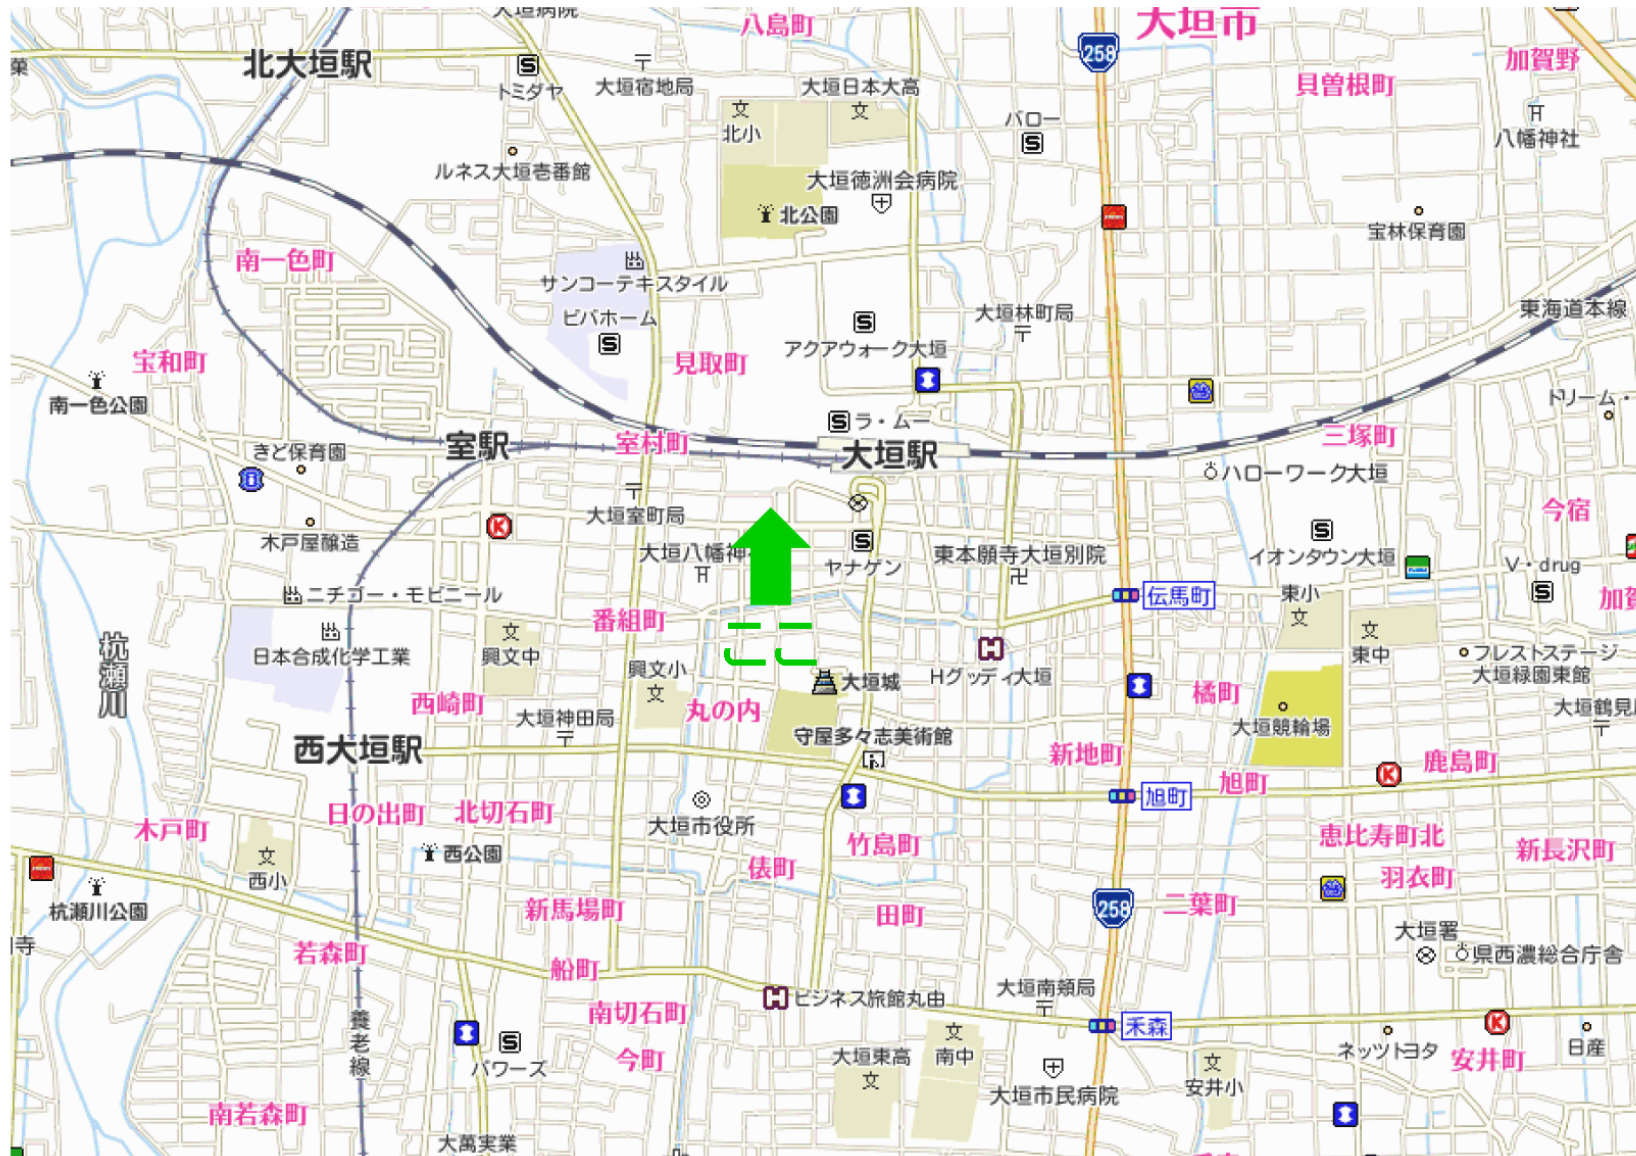 大垣病院
八島町
大垣市
258
加賀野
北大垣駅
菓
トミダヤ
大垣宿地局
大垣日本大高
貝曽根町
北小
バロー
八幡神社
ルネス大垣壱番館
大垣徳洲会病院
北公園
宝林保育園
南一色町
サンコーテキスタイル
ビバホーム
大垣林町局
東海道本線
アクアウォーク大垣
宝和町
見取町
南一色公園
ドリーム・
ラ・ムー
室駅
室村町
大垣駅
三塚町
きど保育園
ハローワーク大垣
大垣室町局
今宿
木戸屋醸造
大垣八幡神社
ヤナゲン
東本願寺大垣別院
イオンタウン大垣
V・drug
ニチゴー・モビニール
伝馬町
東小
加賀
番組町
杭瀬川
日本合成化学工業
興文中
興文小
Hグッディ大垣
東中
フレストステージ
大垣緑園東館
大垣城
西崎町
大垣神田局
丸の内
橘町
大垣競輪場
大垣鶴見
西大垣駅
守屋多々志美術館
新地町
旭町
旭町
鹿島町
日の出町
北切石町
木戸町
大垣市役所
竹島町
恵比寿町北
新長沢町
西公園
西小
俵町
羽衣町
杭瀬川公園
新馬場町
田町
258
二葉町
寺
若森町
大垣署
県西濃総合庁舎
船町
ビジネス旅館丸由
大垣南頬局
南切石町
禾森
養老線
今町
パワーズ
大垣東高
南中
ネッツトヨタ
安井町
日産
大垣市民病院
安井小
南若森町
大萬実業